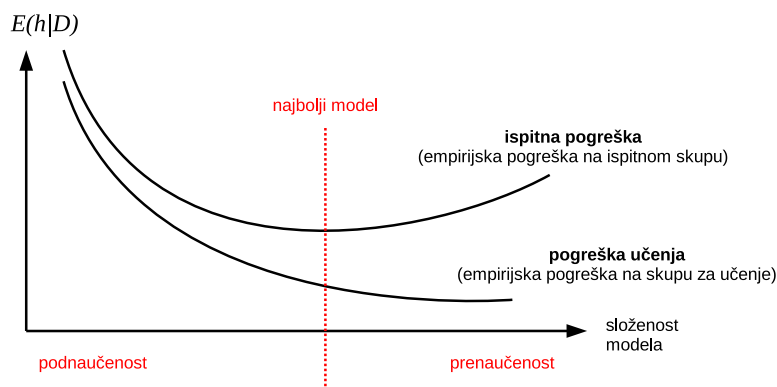 E(h|D)
najbolji model
ispitna pogreška
(empirijska pogreška na ispitnom skupu)
pogreška učenja
(empirijska pogreška na skupu za učenje)
složenost
modela
podnaučenost
prenaučenost